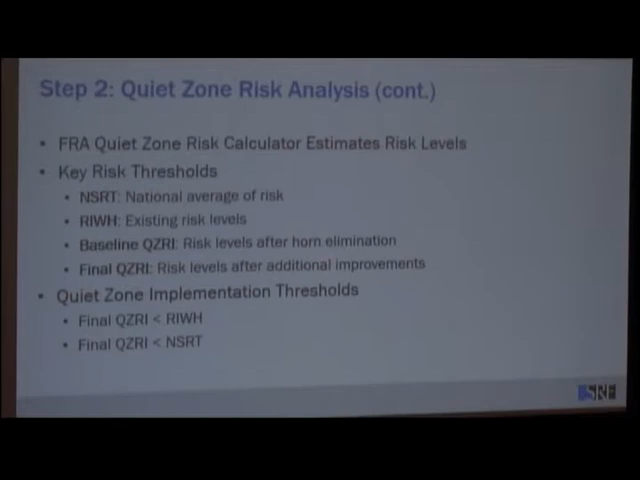 Step 2: Quiet Zone Risk Analysis (cont.)
• FRA Quiet Zone Risk Calculator Estimates Risk Levels
• Key Risk Thresholds
• NSRT: National average of risk
• RIWH: Existing risk levels
• Baseline QZRI: Risk levels after horn elimination
• Final QZRI: Risk levels after additional improvements
• Quiet Zone Implementation Thresholds
• Final QZRI < RIWH
• Final QZRI < NSRT
SRF